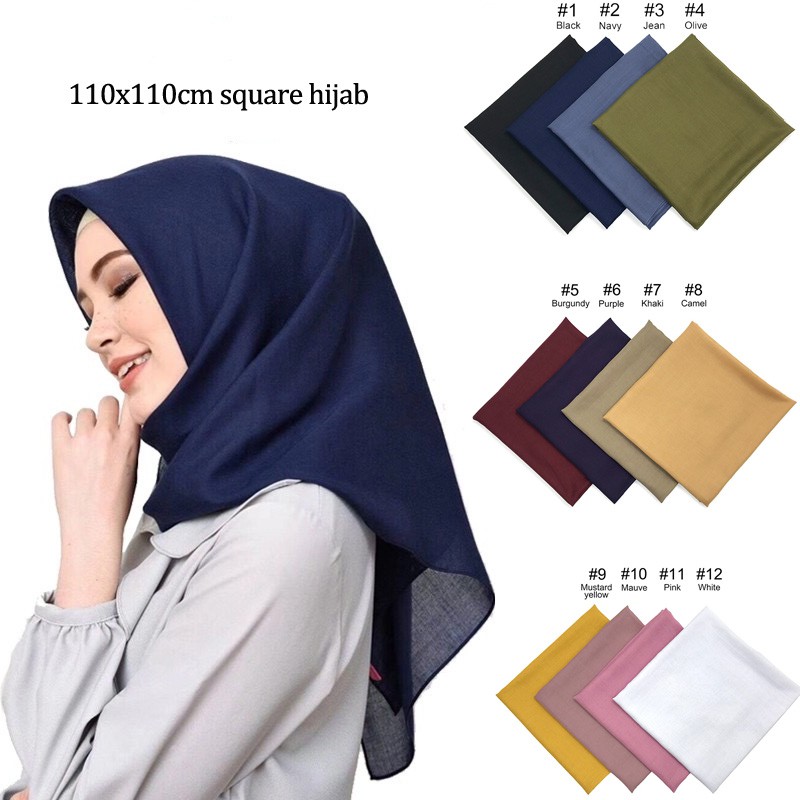 110x110cm square hijab
#1 #2 #3 #4
Black Navy Jean Olive
#5 #6 #7 #8
Burgundy Purple Khaki Camel
#9 #10 #11 #12
Mustard yellow Mauve Pink White